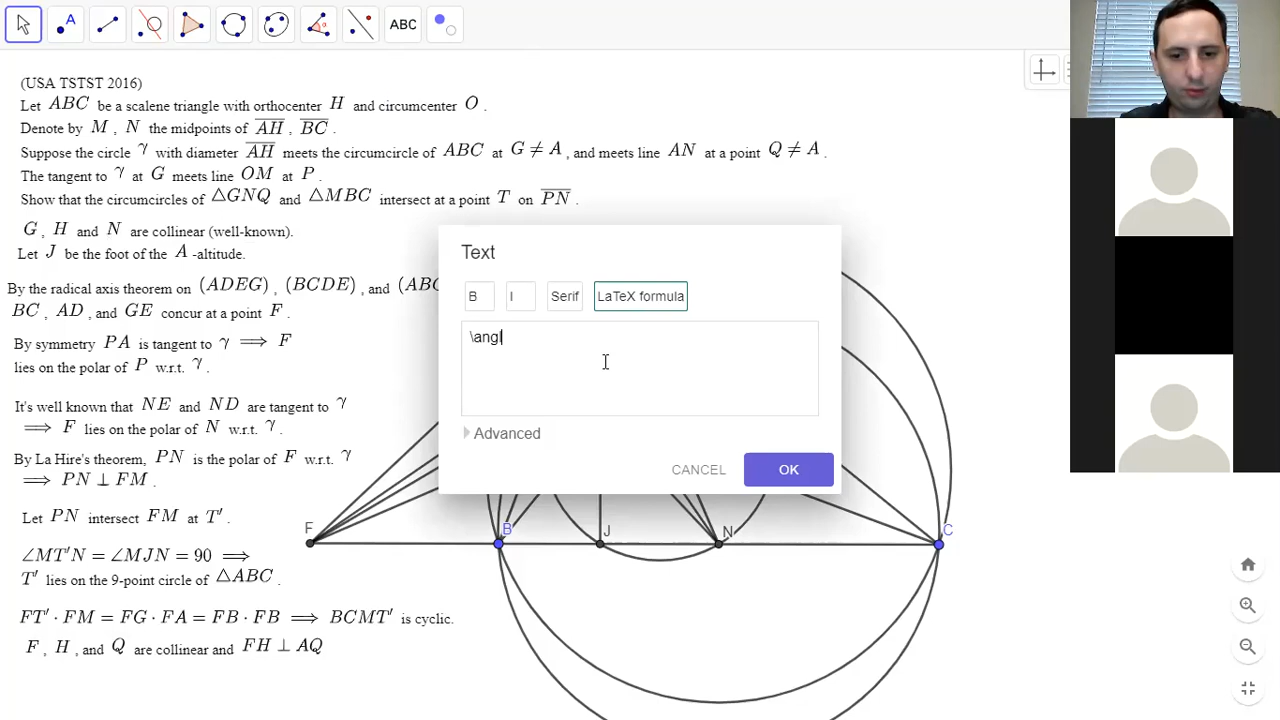 ABC
(USA TSTST 2016)
Let ABC be a scalene triangle with orthocenter H and circumcenter O .
Denote by M , N the midpoints of \overline{AH} , \overline{BC} .
Suppose the circle γ with diameter \overline{AH} meets the circumcircle of ABC at G ≠ A , and meets line AN at a point Q ≠ A .
The tangent to γ at G meets line OM at P .
Show that the circumcircles of △GNQ and △MBC intersect at a point T on \overline{PN} .
G , H and N are collinear (well-known).
Let J be the foot of the A -altitude.
By the radical axis theorem on (ADEG) , (BCDE) , and (ABC
BC, AD, and GE concur at a point F .
By symmetry PA is tangent to γ ⟹ F
lies on the polar of P w.r.t. γ .
It's well known that NE and ND are tangent to γ
⟹ F lies on the polar of N w.r.t. γ .
By La Hire's theorem, PN is the polar of F w.r.t. γ
⟹ PN ⊥ FM .
Let PN intersect FM at T′ .
∠MT′N = ∠MJN = 90 ⟹
T′ lies on the 9-point circle of △ABC .
FT′ · FM = FG · FA = FB · FB ⟹ BCMT′ is cyclic.
F , H , and Q are collinear and FH ⊥ AQ
Text
B I Serif LaTeX formula
\angl
Advanced
CANCEL OK
F B J N C